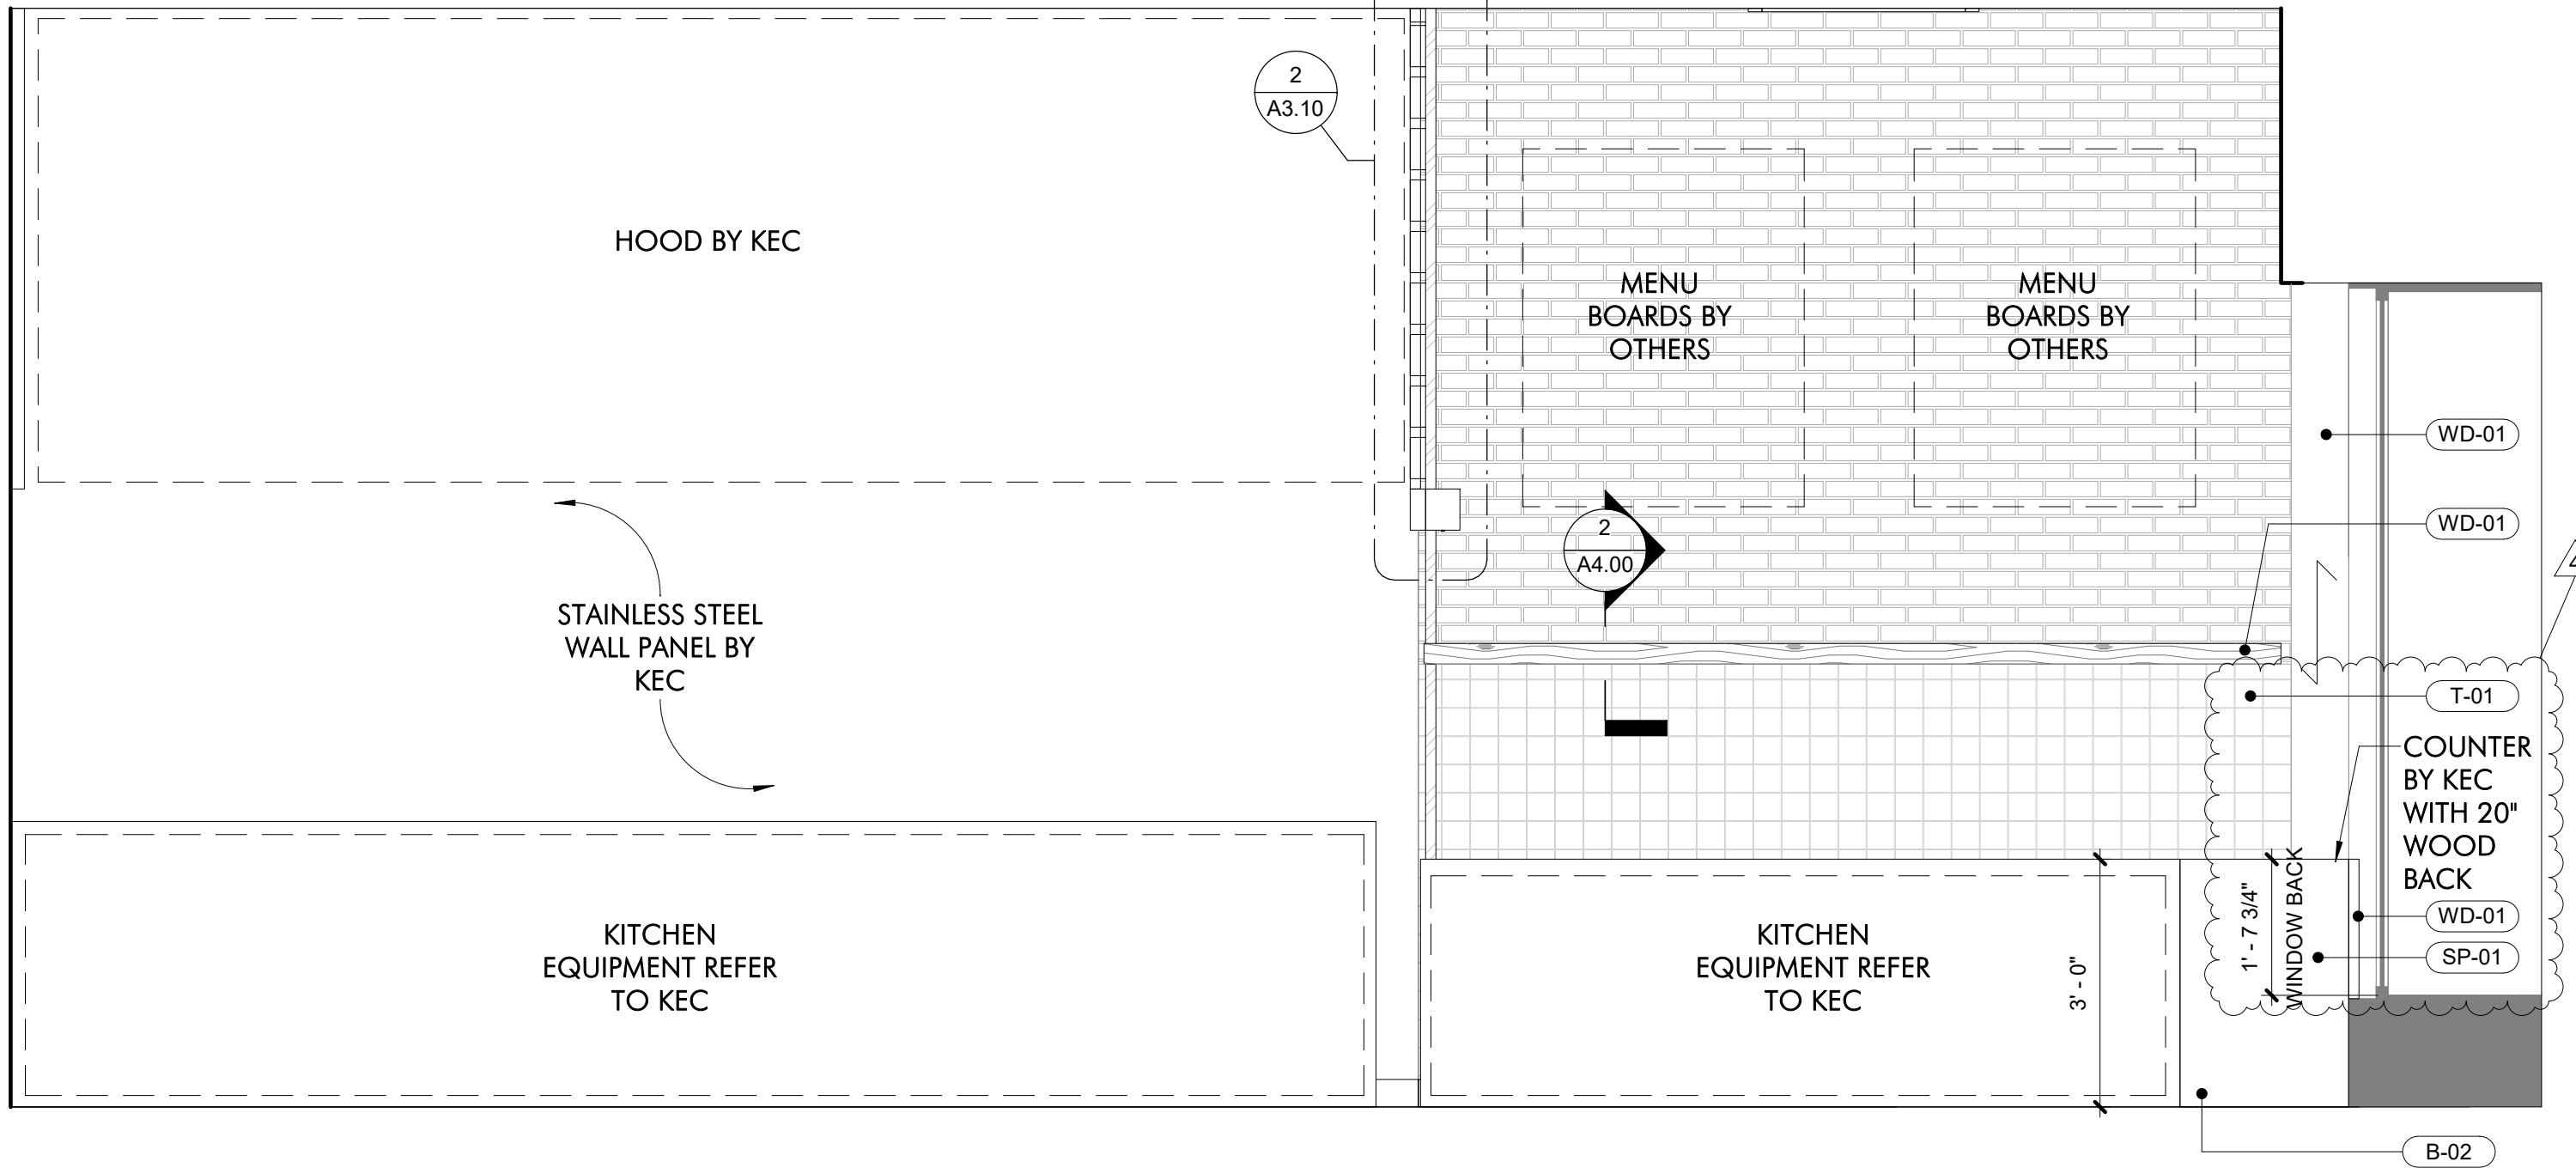 2
A3.10
HOOD BY KEC
MENU
BOARDS BY
OTHERS
MENU
BOARDS BY
OTHERS
WD-01
WD-01
2
A4.00
4
STAINLESS STEEL
WALL PANEL BY
KEC
T-01
COUNTER
BY KEC
WITH 20"
WOOD
BACK
WD-01
SP-01
1' - 7 3/4"
WINDOW BACK
KITCHEN
EQUIPMENT REFER
TO KEC
KITCHEN
EQUIPMENT REFER
TO KEC
3' - 0"
B-02